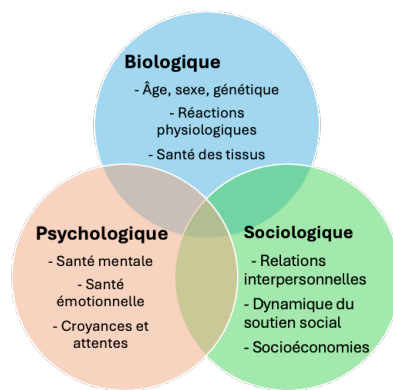 Biologique
- Âge, sexe, génétique
- Réactions
physiologiques
- Santé des tissus
Psychologique
- Santé mentale
- Santé
émotionnelle
- Croyances et
attentes
Sociologique
- Relations
interpersonnelles
- Dynamique du
soutien social
- Socioéconomies